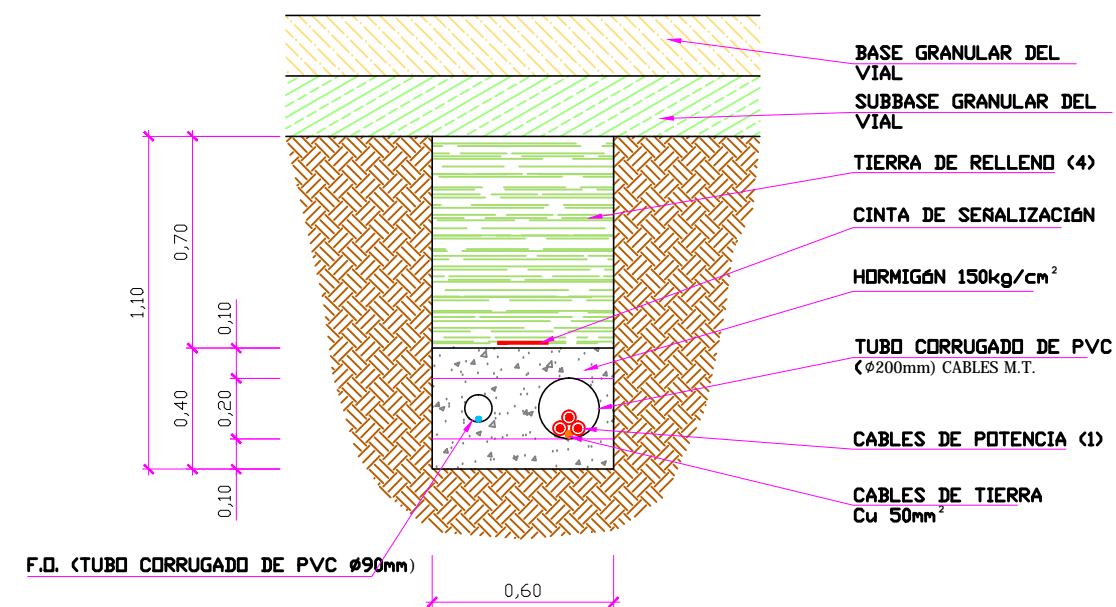 BASE GRANULAR DEL
VIAL
SUBBASE GRANULAR DEL
VIAL
TIERRA DE RELLENO (4)
CINTA DE SEÑALIZACIÓN
HORMIGÓN 150kg/cm²
TUBO CORRUGADO DE PVC
(Ø200mm) CABLES M.T.
CABLES DE POTENCIA (1)
CABLES DE TIERRA
Cu 50mm²
1,10
0,70
0,10
0,40
0,20
0,10
F.O. (TUBO CORRUGADO DE PVC Ø90mm)
0,60